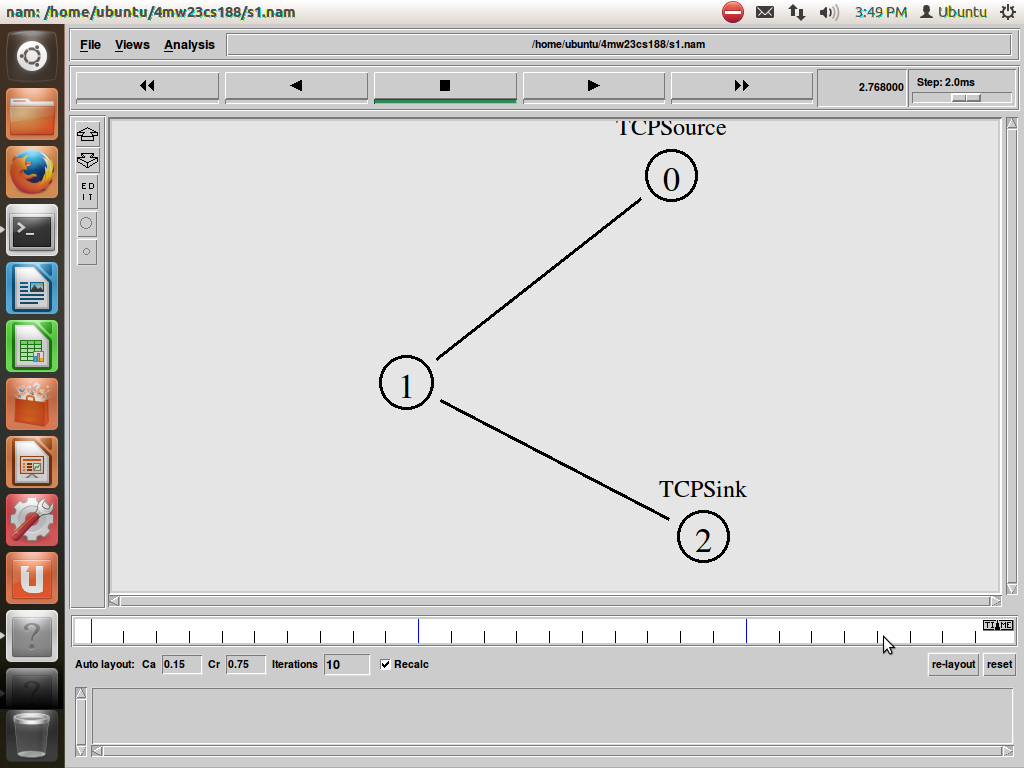 nam: /home/ubuntu/4mw23cs188/s1.nam
3:49 PM Ubuntu
File Views Analysis /home/ubuntu/4mw23cs188/s1.nam
2.768000 Step: 2.0ms
ED
IT
TCPSource
0
1
TCPSink
2
TIME
Auto layout: Ca 0.15 Cr 0.75 Iterations 10 Recalc re-layout reset